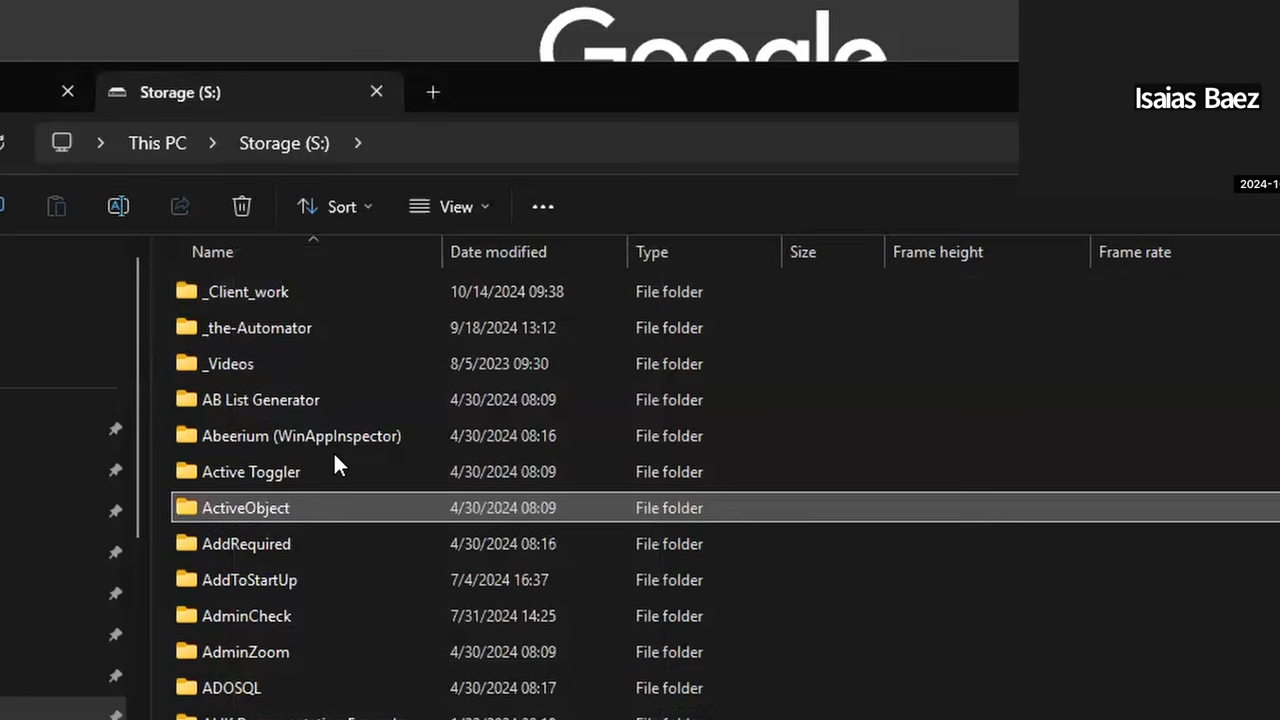 Google
Isaias Baez
Storage (S:)
This PC > Storage (S:) >
2024-1
Sort
View
Name Date modified Type Size Frame height Frame rate
_Client_work 10/14/2024 09:38 File folder
_the-Automator 9/18/2024 13:12 File folder
_Videos 8/5/2023 09:30 File folder
AB List Generator 4/30/2024 08:09 File folder
Abeerium (WinAppInspector) 4/30/2024 08:16 File folder
Active Toggler 4/30/2024 08:09 File folder
ActiveObject 4/30/2024 08:09 File folder
AddRequired 4/30/2024 08:16 File folder
AddToStartUp 7/4/2024 16:37 File folder
AdminCheck 7/31/2024 14:25 File folder
AdminZoom 4/30/2024 08:09 File folder
ADOSQL 4/30/2024 08:17 File folder